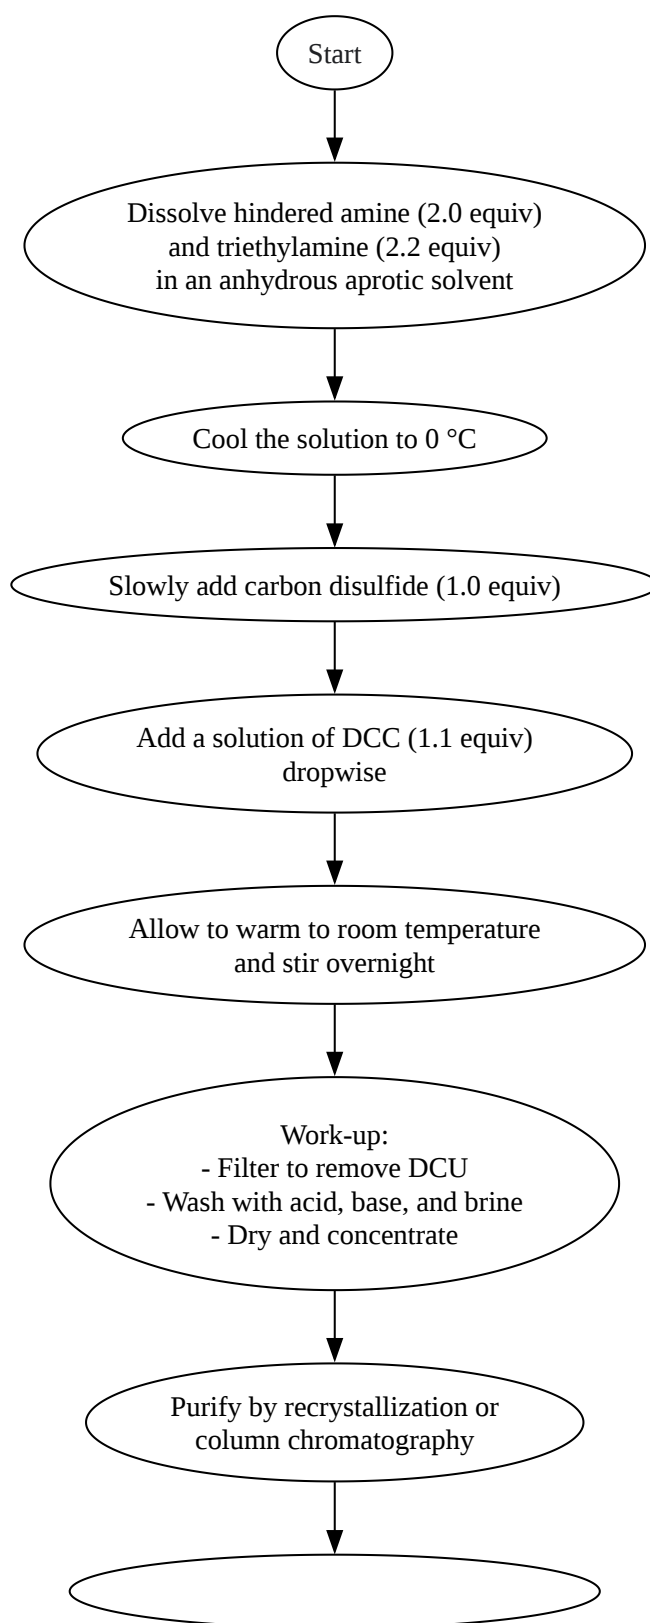 Start
Dissolve hindered amine (2.0 equiv)
and triethylamine (2.2 equiv)
in an anhydrous aprotic solvent
Cool the solution to 0 °C
Slowly add carbon disulfide (1.0 equiv)
Add a solution of DCC (1.1 equiv)
dropwise
Allow to warm to room temperature
and stir overnight
Work-up:
- Filter to remove DCU
- Wash with acid, base, and brine
- Dry and concentrate
Purify by recrystallization or
column chromatography